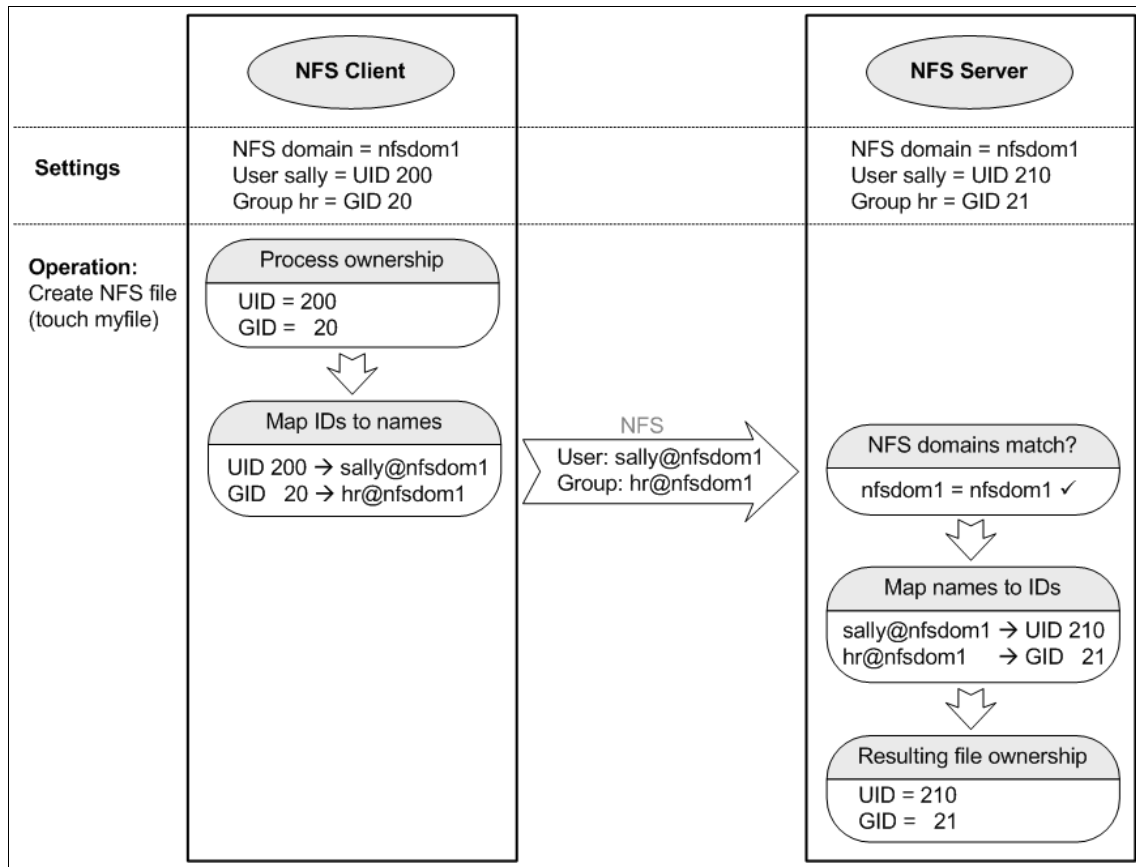 NFS Client
NFS Server
Settings
NFS domain = nfsdom1
User sally = UID 200
Group hr = GID 20
NFS domain = nfsdom1
User sally = UID 210
Group hr = GID 21
Operation:
Create NFS file
(touch myfile)
Process ownership
UID = 200
GID = 20
Map IDs to names
UID 200 → sally@nfsdom1
GID 20 → hr@nfsdom1
NFS
User: sally@nfsdom1
Group: hr@nfsdom1
NFS domains match?
nfsdom1 = nfsdom1 ✓
Map names to IDs
sally@nfsdom1 → UID 210
hr@nfsdom1 → GID 21
Resulting file ownership
UID = 210
GID = 21